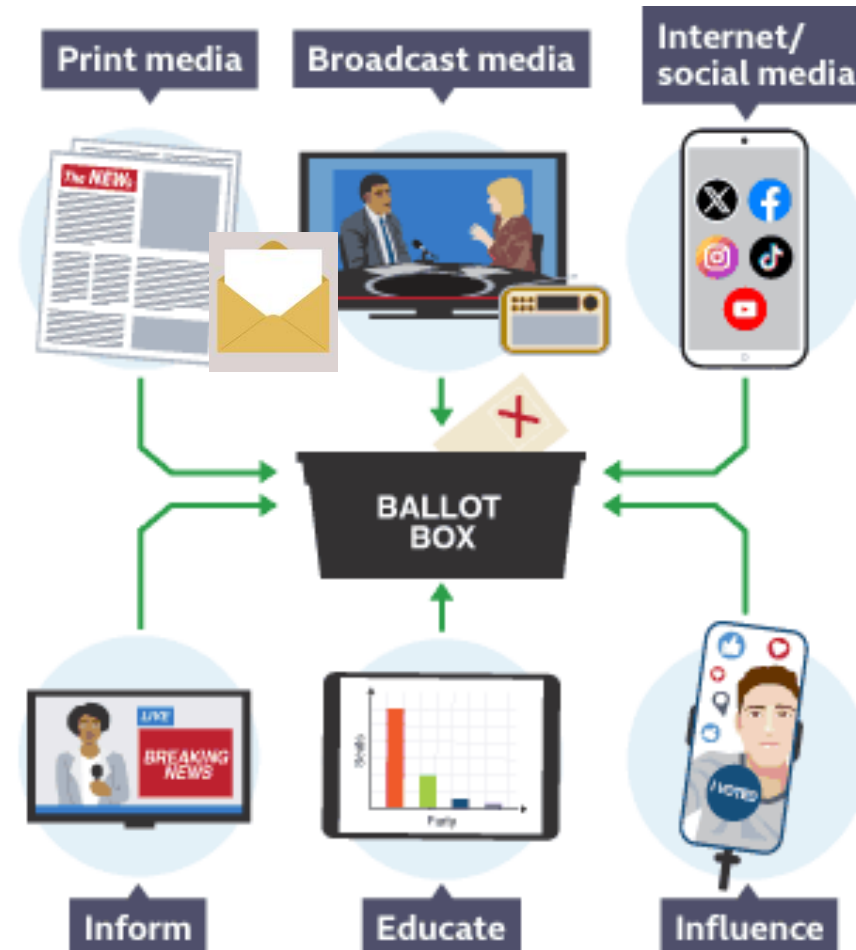 Print media
Broadcast media
Internet/
social media
The NEWs
BALLOT
BOX
LIVE
BREAKING
NEWS
Seats
Party
I VOTED
Inform
Educate
Influence